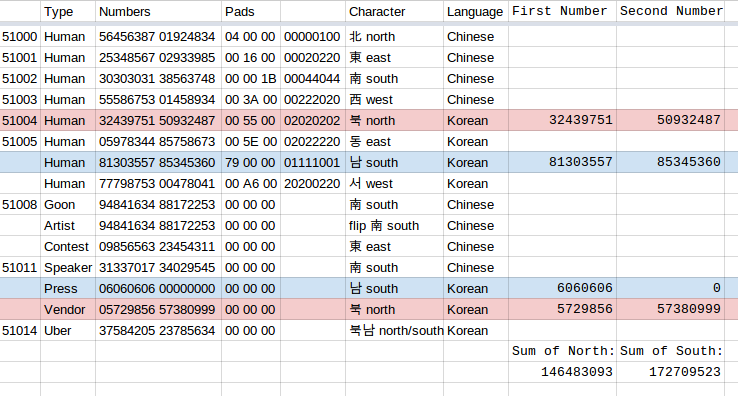 Type Numbers Pads Character Language First Number Second Number
51000 Human 56456387 01924834 04 00 00 00000100 北 north Chinese
51001 Human 25348567 02933985 00 16 00 00020220 東 east Chinese
51002 Human 30303031 38563748 00 00 1B 00044044 南 south Chinese
51003 Human 55586753 01458934 00 3A 00 00222020 西 west Chinese
51004 Human 32439751 50932487 00 55 00 02020202 북 north Korean 32439751 50932487
51005 Human 05978344 85758673 00 5E 00 02022220 동 east Korean
Human 81303557 85345360 79 00 00 01111001 남 south Korean 81303557 85345360
Human 77798753 00478041 00 A6 00 20200220 서 west Korean
51008 Goon 94841634 88172253 00 00 00 南 south Chinese
Artist 94841634 88172253 00 00 00 flip 南 south Chinese
Contest 09856563 23454311 00 00 00 東 east Chinese
51011 Speaker 31337017 34029545 00 00 00 南 south Chinese
Press 06060606 00000000 00 00 00 남 south Korean 6060606 0
Vendor 05729856 57380999 00 00 00 북 north Korean 5729856 57380999
51014 Uber 37584205 23785634 00 00 00 북남 north/south Korean
Sum of North: Sum of South:
146483093 172709523